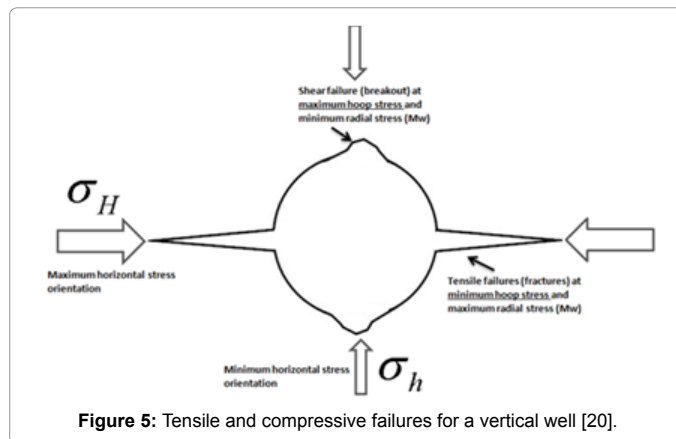 Shear failure (breakout) at
maximum hoop stress and
minimum radial stress (Mw)
σH
Maximum horizontal stress
orientation
Tensile failures (fractures) at
minimum hoop stress and
maximum radial stress (Mw)
Minimum horizontal stress
orientation
σh
Figure 5: Tensile and compressive failures for a vertical well [20].